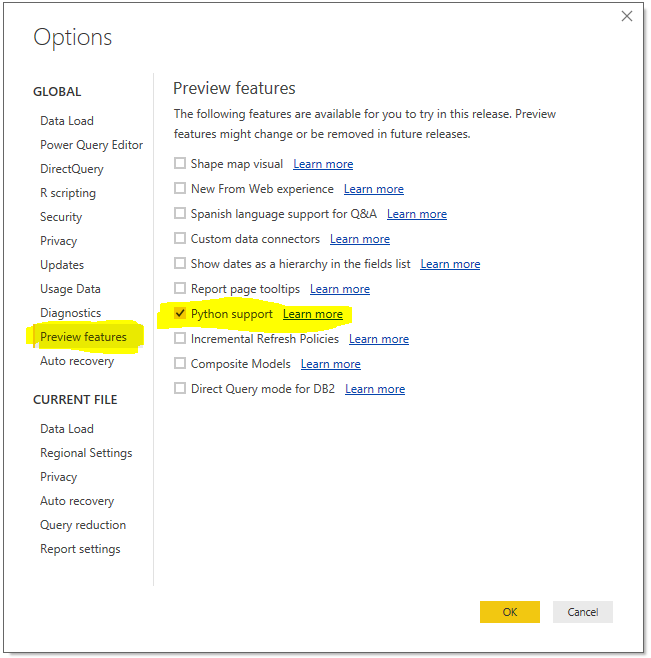 Options
GLOBAL
Data Load
Power Query Editor
DirectQuery
R scripting
Security
Privacy
Updates
Usage Data
Diagnostics
Preview features
Auto recovery
CURRENT FILE
Data Load
Regional Settings
Privacy
Auto recovery
Query reduction
Report settings
Preview features
The following features are available for you to try in this release. Preview
features might change or be removed in future releases.
Shape map visual Learn more
New From Web experience Learn more
Spanish language support for Q&A Learn more
Custom data connectors Learn more
Show dates as a hierarchy in the fields list Learn more
Report page tooltips Learn more
Python support Learn more
Incremental Refresh Policies Learn more
Composite Models Learn more
Direct Query mode for DB2 Learn more
OK Cancel